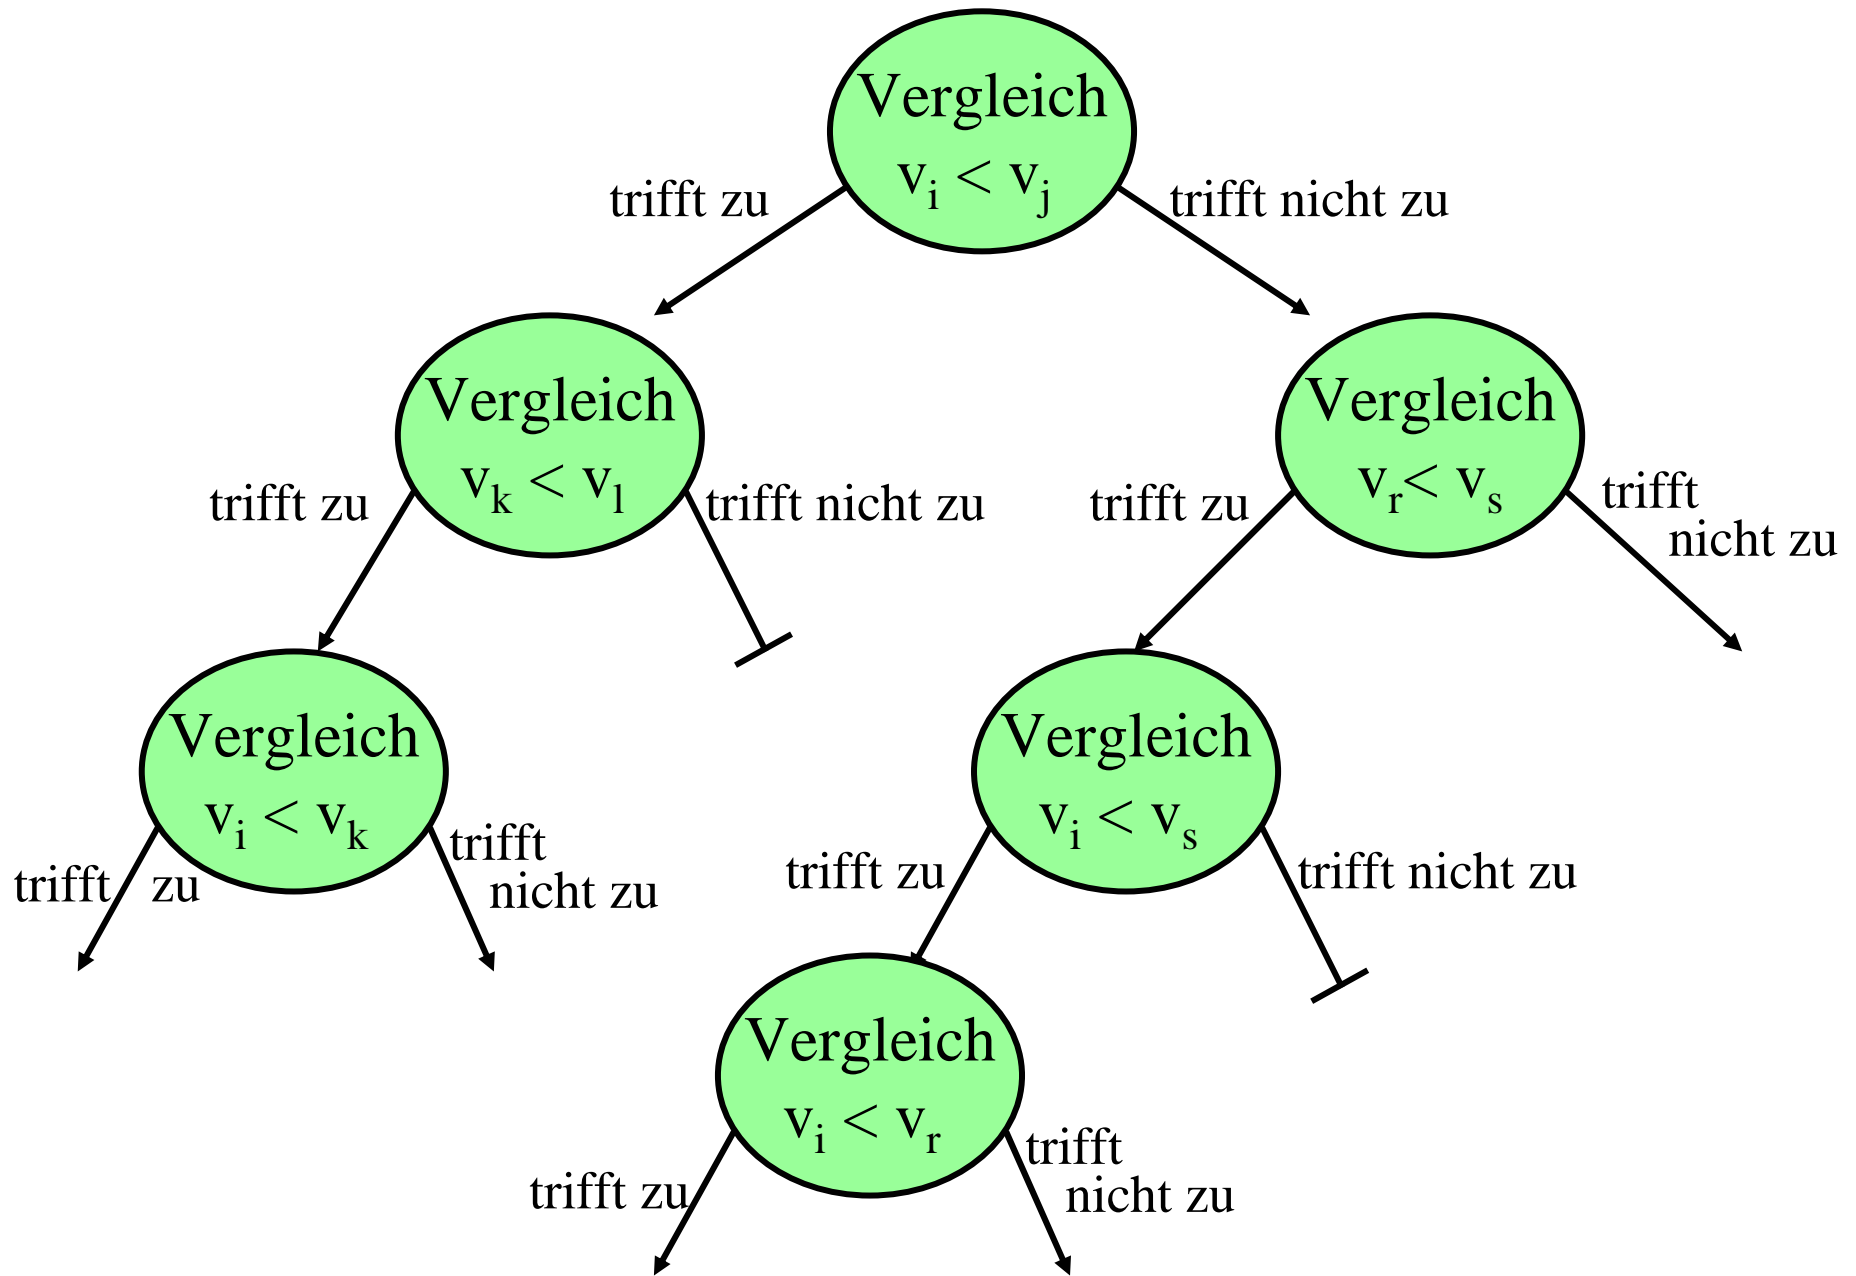 Vergleich
vᵢ < vⱼ
trifft zu
trifft nicht zu
Vergleich
vₖ < vₗ
Vergleich
vᵣ< vₛ
trifft zu
trifft nicht zu
trifft zu
trifft
nicht zu
Vergleich
vᵢ < vₖ
Vergleich
vᵢ < vₛ
trifft zu
trifft
nicht zu
trifft zu
trifft nicht zu
Vergleich
vᵢ < vᵣ
trifft zu
trifft
nicht zu